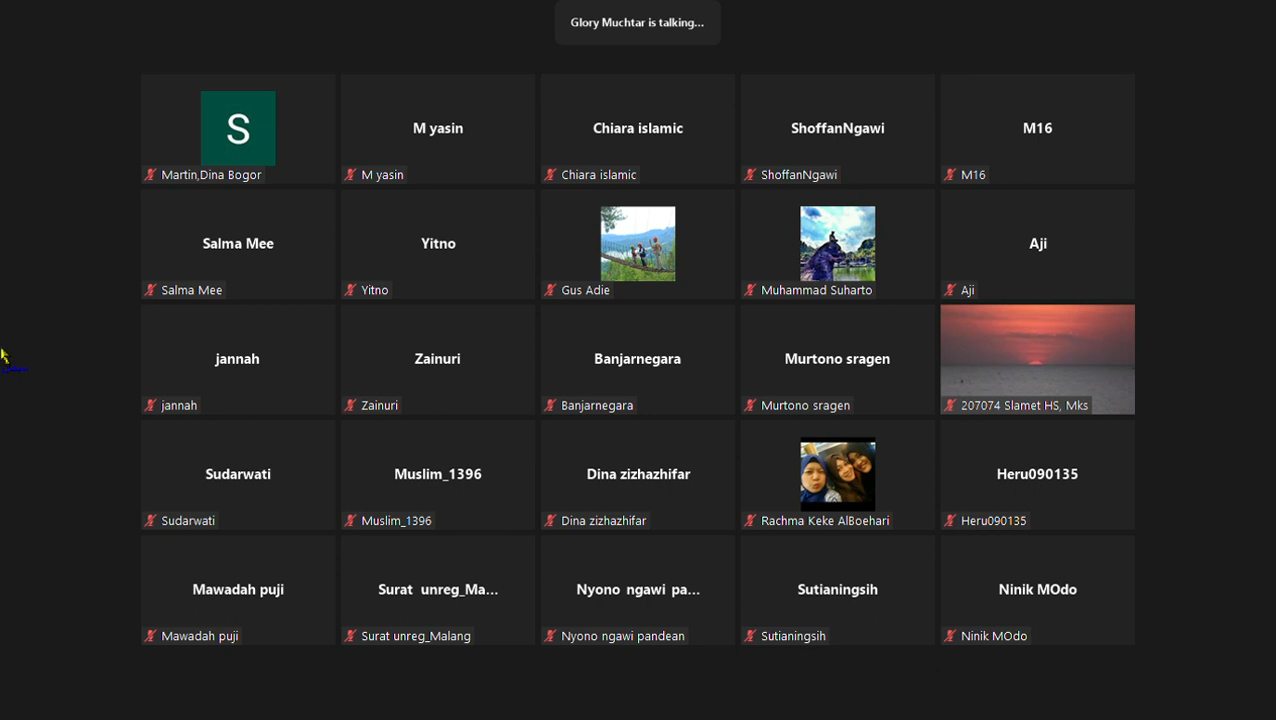 Glory Muchtar is talking...
S
Martin,Dina Bogor
M yasin
M yasin
Chiara islamic
Chiara islamic
ShoffanNgawi
ShoffanNgawi
M16
M16
Salma Mee
Salma Mee
Yitno
Yitno
Gus Adie
Muhammad Suharto
Aji
Aji
jannah
jannah
Zainuri
Zainuri
Banjarnegara
Banjarnegara
Murtono sragen
Murtono sragen
207074 Slamet HS, Mks
Sudarwati
Sudarwati
Muslim_1396
Muslim_1396
Dina zizhazhifar
Dina zizhazhifar
Rachma Keke AlBoehari
Heru090135
Heru090135
Mawadah puji
Mawadah puji
Surat unreg_Ma...
Surat unreg_Malang
Nyono ngawi pa...
Nyono ngawi pandean
Sutianingsih
Sutianingsih
Ninik MOdo
Ninik MOdo